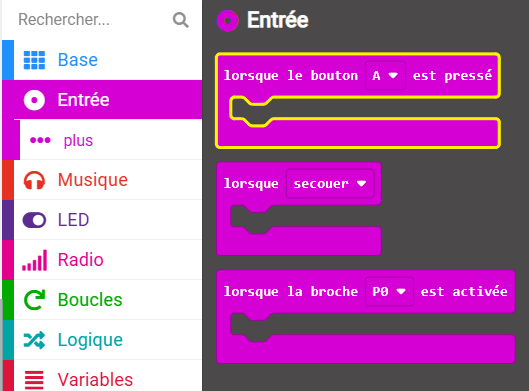 Rechercher...
Base
Entrée
plus
Musique
LED
Radio
Boucles
Logique
Variables
Entrée
lorsque le bouton A est pressé
lorsque secouer
lorsque la broche P0 est activée